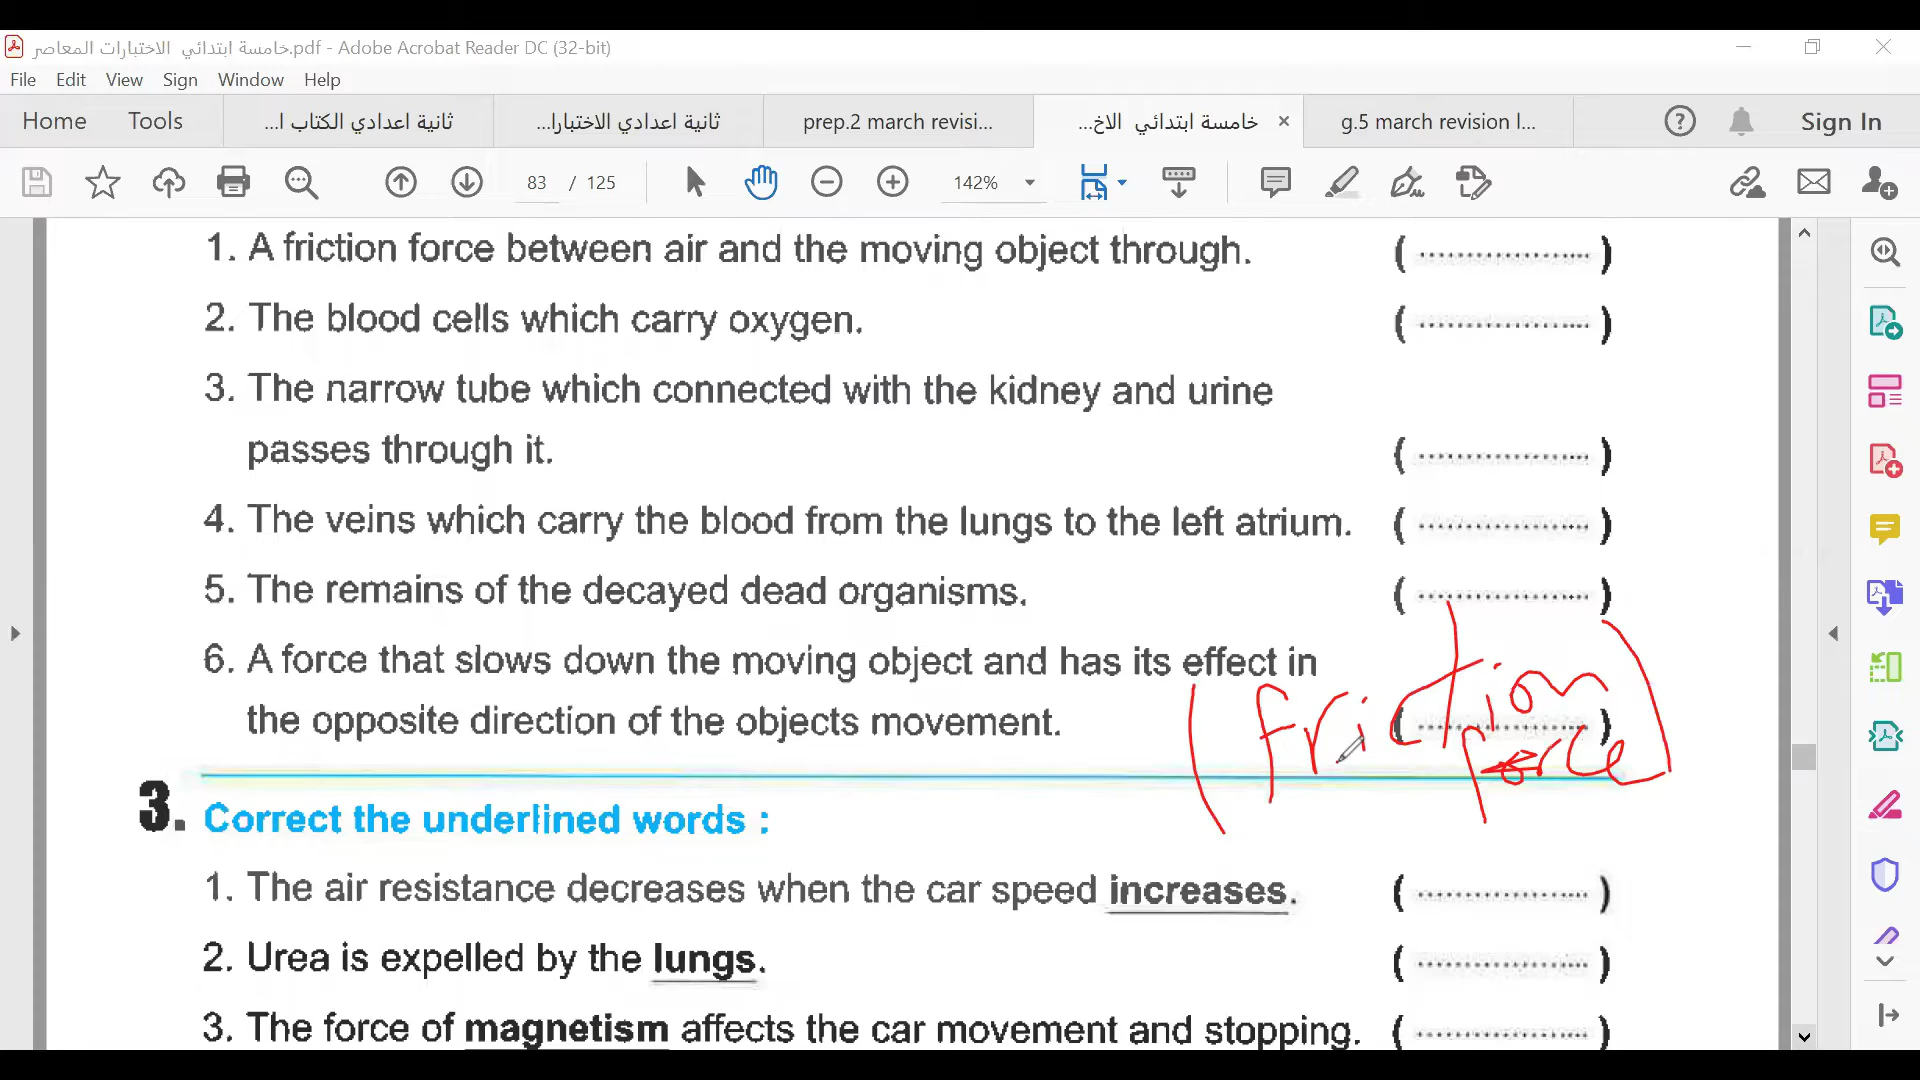 خامسة ابتدائي الاختبارات المعاصر.pdf - Adobe Acrobat Reader DC (32-bit)
File Edit View Sign Window Help
Home Tools ثانية اعدادي الكتاب ا... ثانية اعدادي الاختبارا... prep.2 march revisi... خامسة ابتدائي الاخ... × g.5 march revision l... Sign In
83 / 125 142%
1. A friction force between air and the moving object through. (....................)
2. The blood cells which carry oxygen. (....................)
3. The narrow tube which connected with the kidney and urine
passes through it. (....................)
4. The veins which carry the blood from the lungs to the left atrium. (....................)
5. The remains of the decayed dead organisms. (....................)
6. A force that slows down the moving object and has its effect in
the opposite direction of the objects movement. (....................)
(friction
force)
3. Correct the underlined words :
1. The air resistance decreases when the car speed increases. (....................)
2. Urea is expelled by the lungs. (....................)
3. The force of magnetism affects the car movement and stopping. (....................)